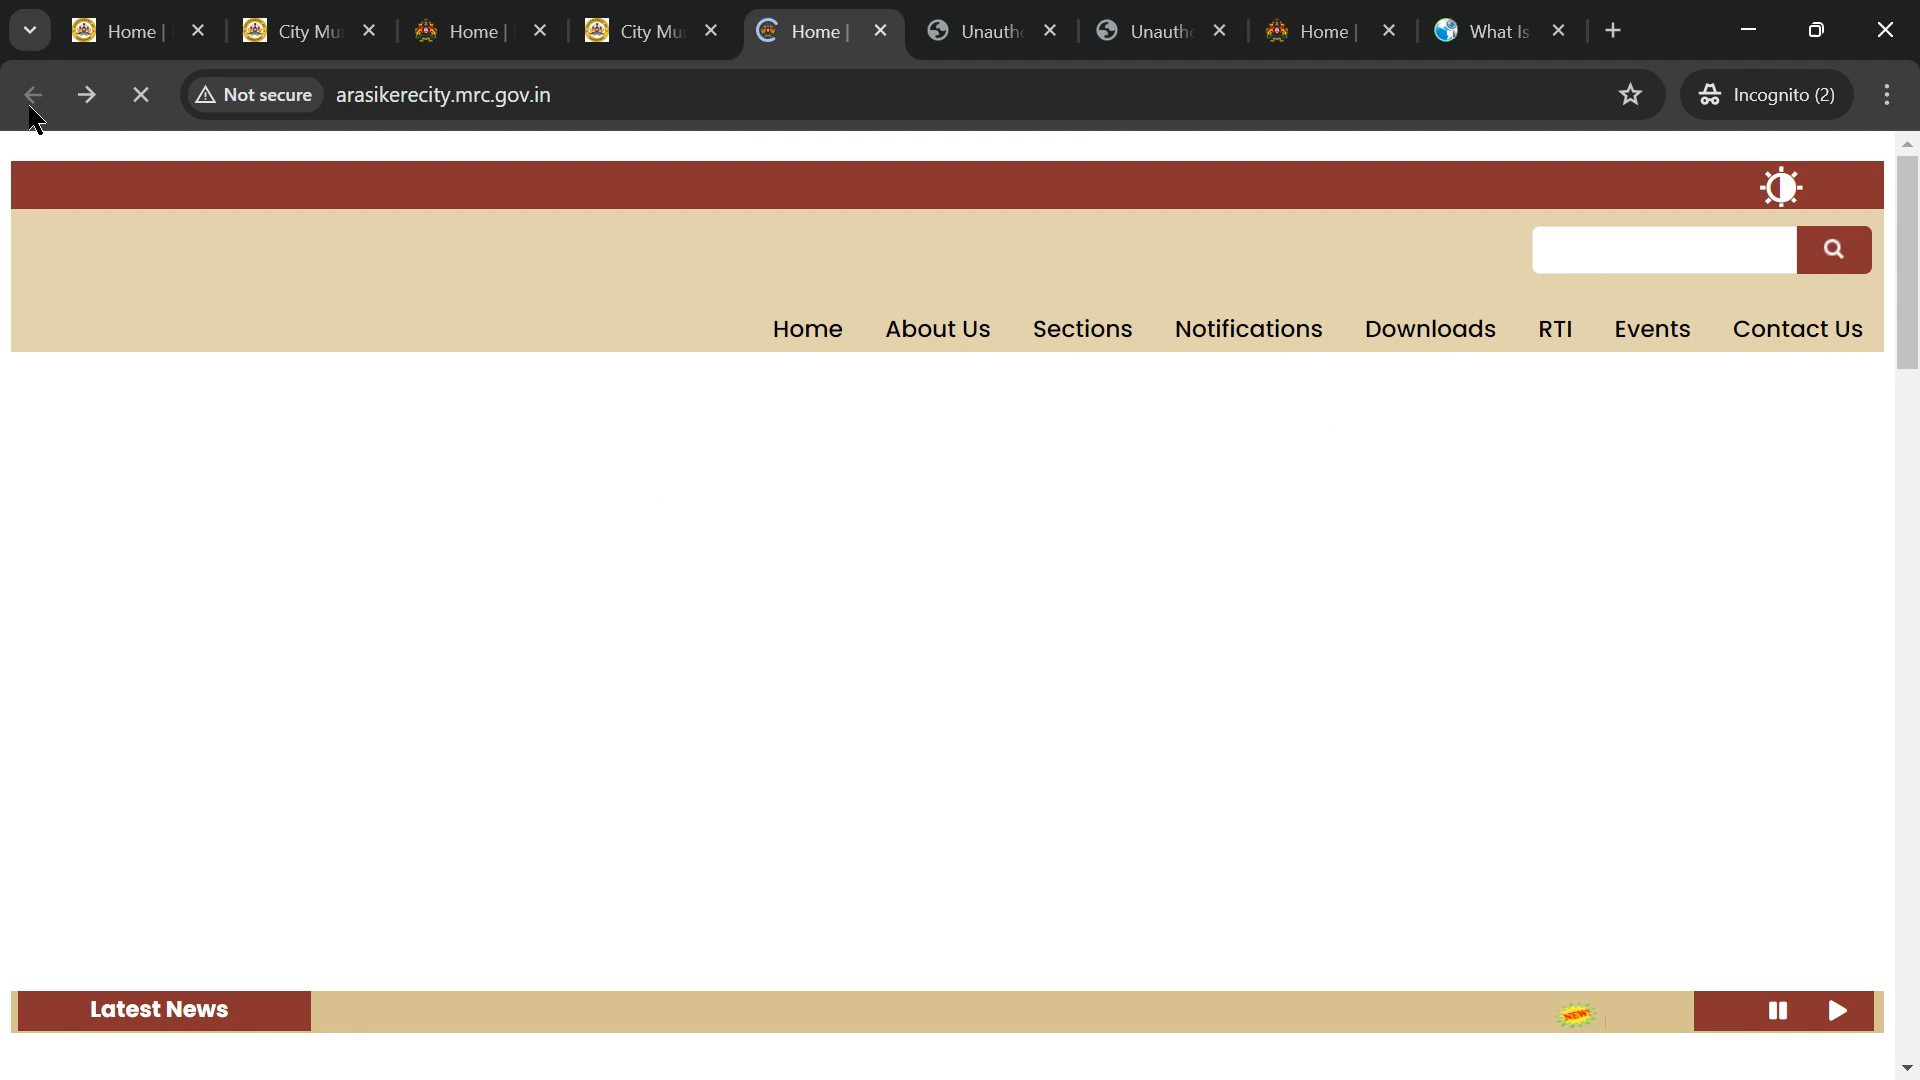 Home |
City Mu
Home |
City Mu
Home |
Unauth
Unauth
Home |
What Is
Not secure
arasikerecity.mrc.gov.in
Incognito (2)
Home
About Us
Sections
Notifications
Downloads
RTI
Events
Contact Us
Latest News
NEW!